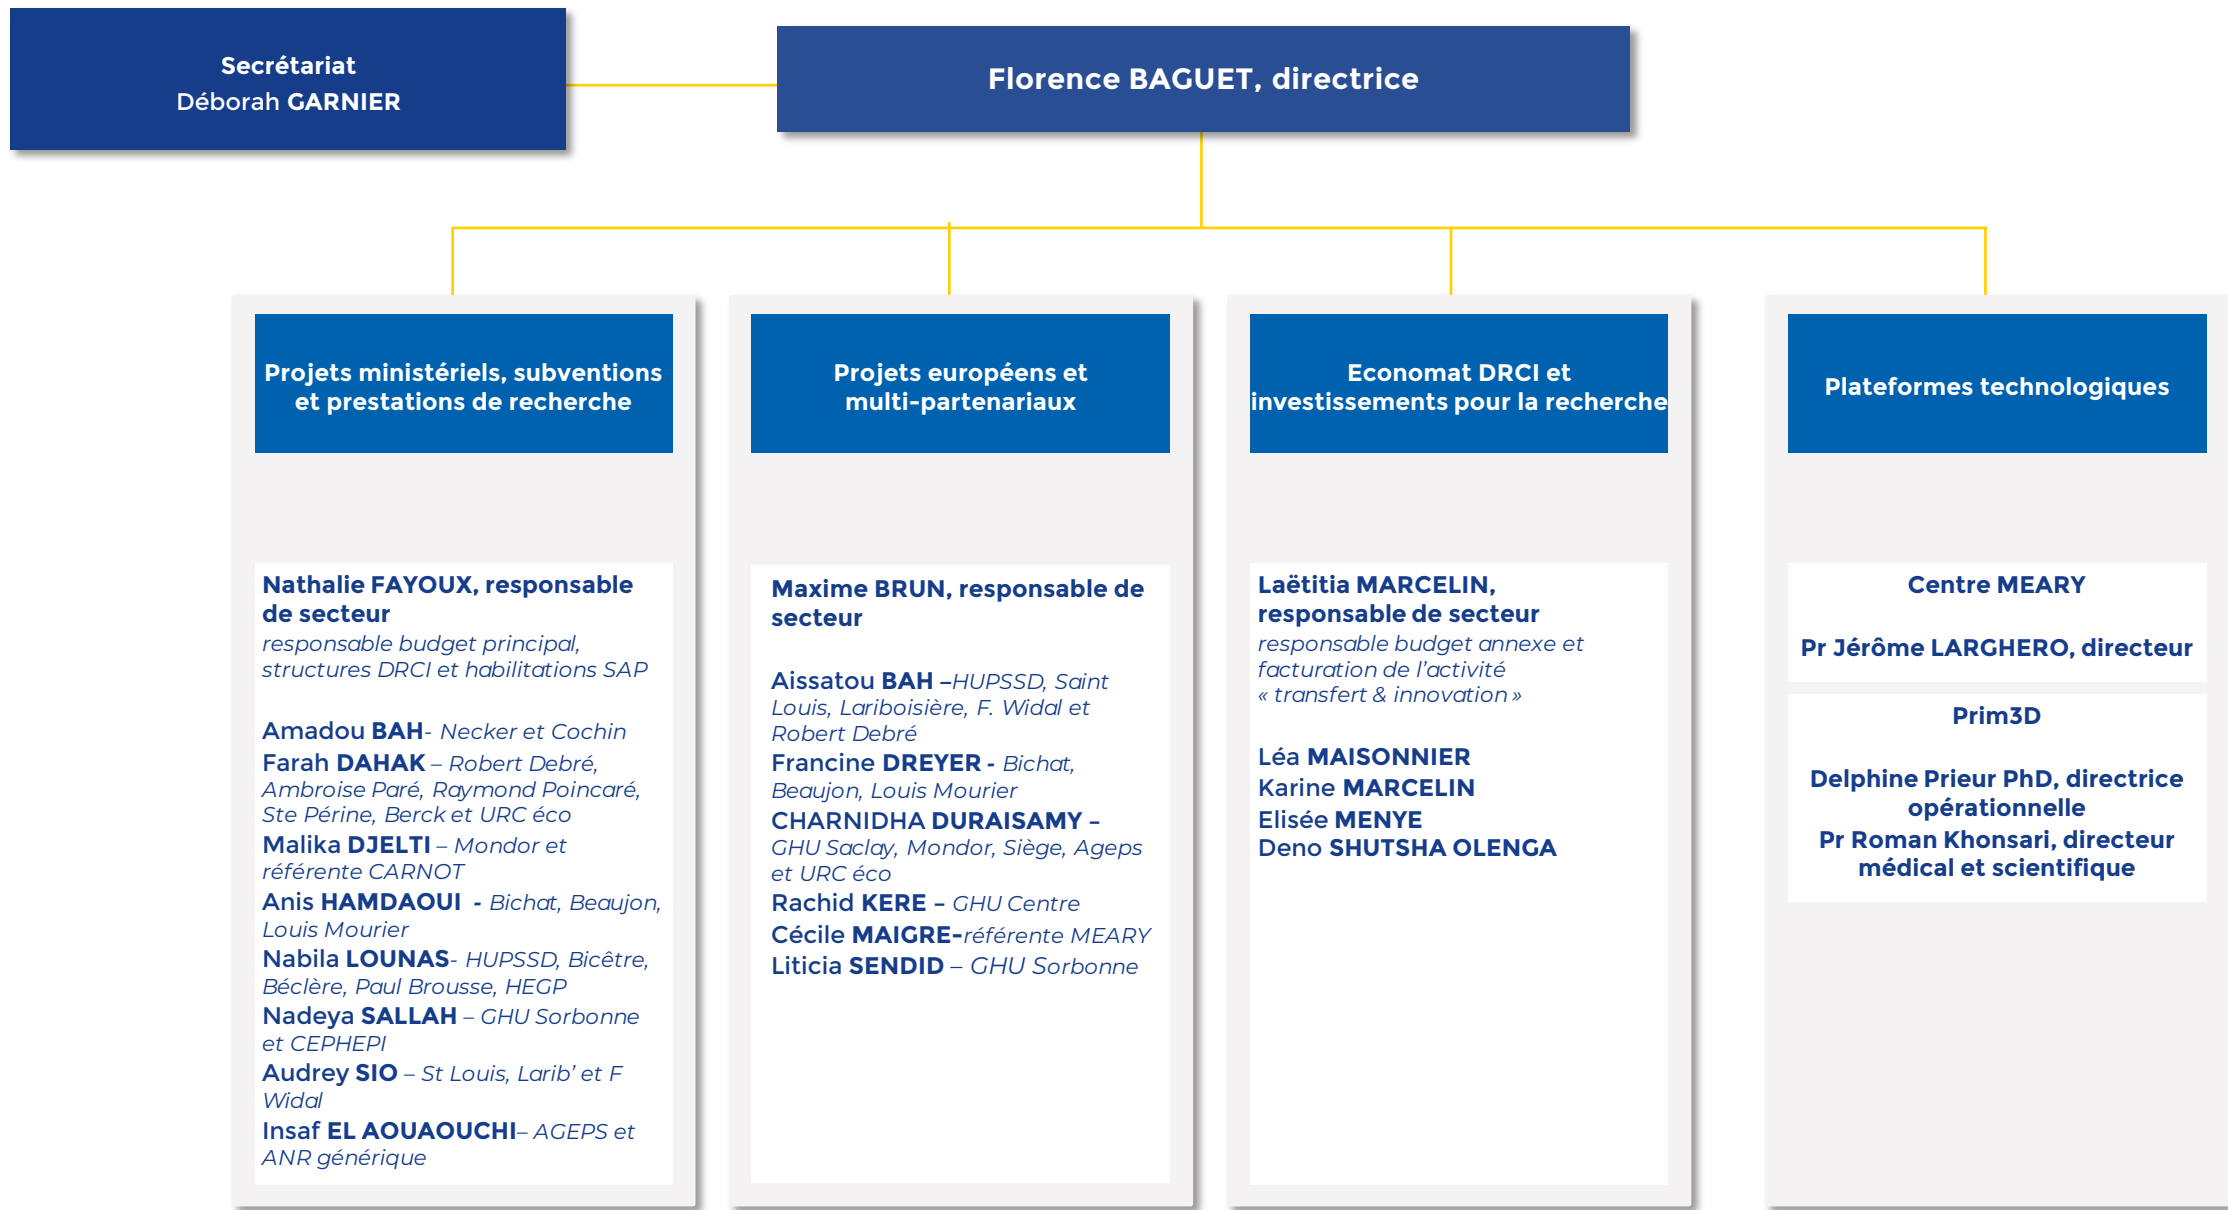 Secrétariat
Déborah GARNIER
Florence BAGUET, directrice
Projets ministériels, subventions
et prestations de recherche
Nathalie FAYOUX, responsable
de secteur
responsable budget principal,
structures DRCI et habilitations SAP
Amadou BAH- Necker et Cochin
Farah DAHAK – Robert Debré,
Ambroise Paré, Raymond Poincaré,
Ste Périne, Berck et URC éco
Malika DJELTI – Mondor et
référente CARNOT
Anis HAMDAOUI - Bichat, Beaujon,
Louis Mourier
Nabila LOUNAS- HUPSSD, Bicêtre,
Béclère, Paul Brousse, HEGP
Nadeya SALLAH – GHU Sorbonne
et CEPHEPI
Audrey SIO – St Louis, Larib’ et F
Widal
Insaf EL AOUAOUCHI– AGEPS et
ANR générique
Projets européens et
multi-partenariaux
Maxime BRUN, responsable de
secteur
Aissatou BAH –HUPSSD, Saint
Louis, Lariboisière, F. Widal et
Robert Debré
Francine DREYER - Bichat,
Beaujon, Louis Mourier
CHARNIDHA DURAISAMY –
GHU Saclay, Mondor, Siège, Ageps
et URC éco
Rachid KERE – GHU Centre
Cécile MAIGRE-référente MEARY
Liticia SENDID – GHU Sorbonne
Economat DRCI et
investissements pour la recherche
Laëtitia MARCELIN,
responsable de secteur
responsable budget annexe et
facturation de l’activité
« transfert & innovation »
Léa MAISONNIER
Karine MARCELIN
Elisée MENYE
Deno SHUTSHA OLENGA
Plateformes technologiques
Centre MEARY
Pr Jérôme LARGHERO, directeur
Prim3D
Delphine Prieur PhD, directrice
opérationnelle
Pr Roman Khonsari, directeur
médical et scientifique